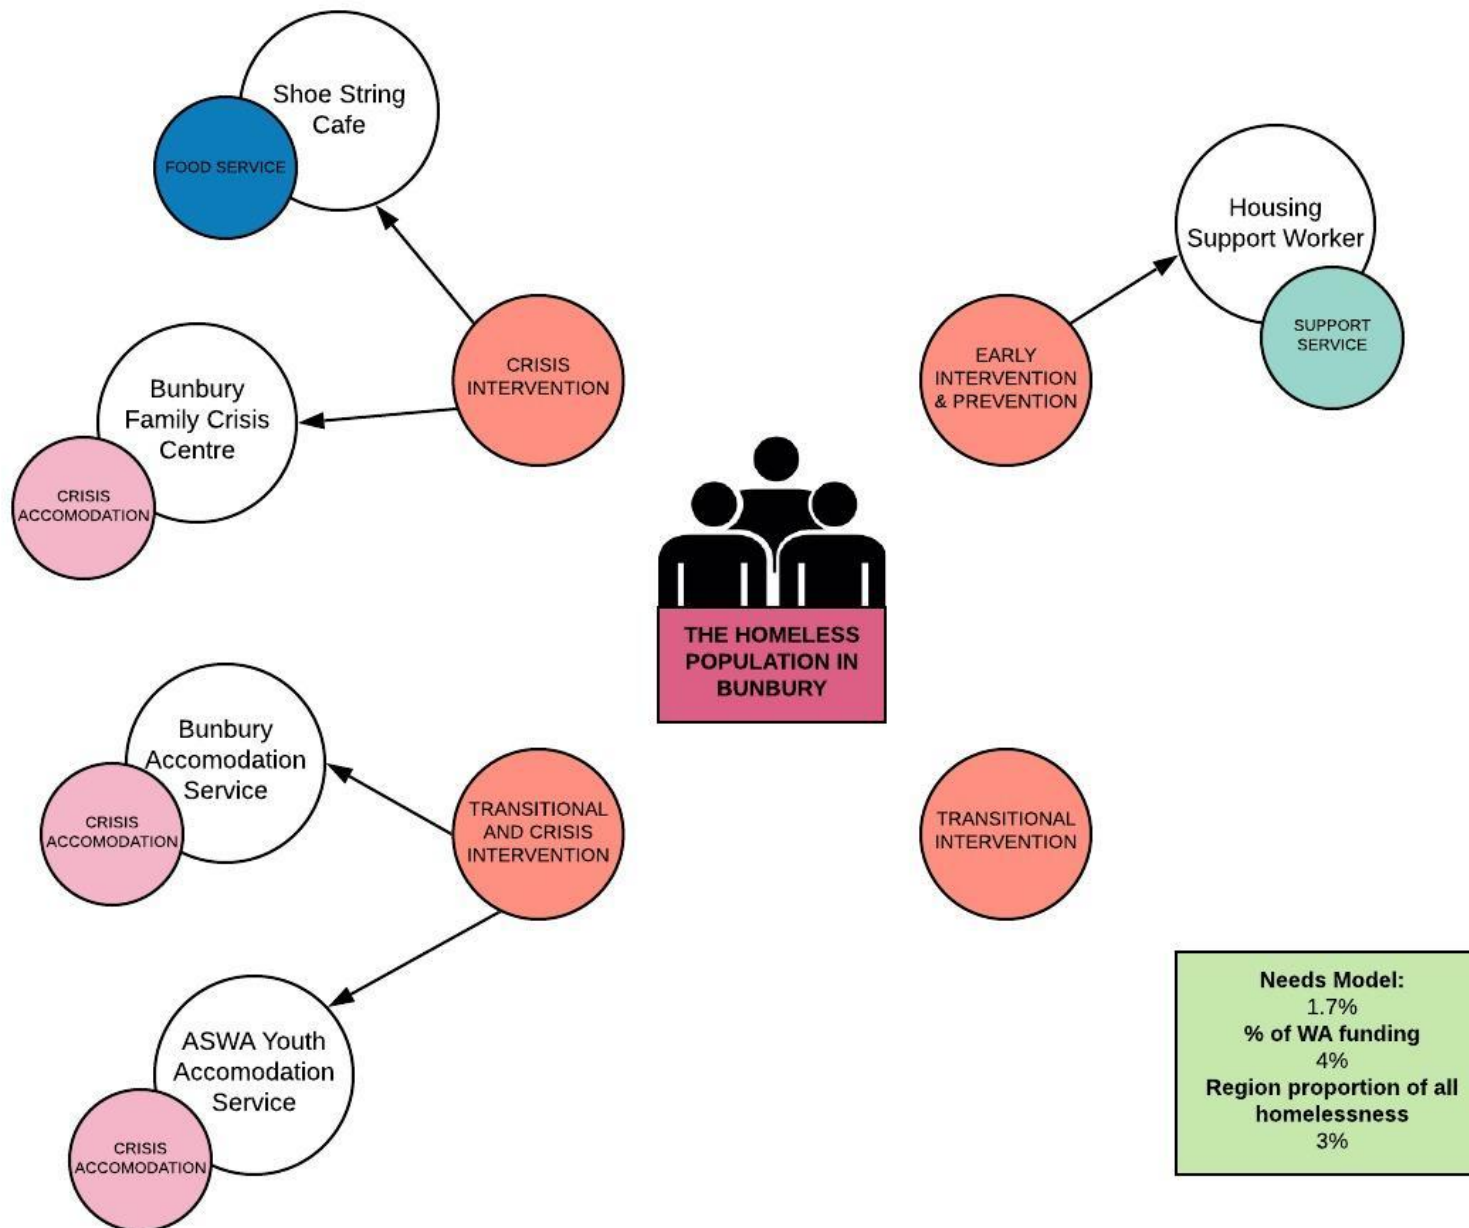 Shoe String
Cafe
FOOD SERVICE
Housing
Support Worker
SUPPORT
SERVICE
CRISIS
INTERVENTION
EARLY
INTERVENTION
& PREVENTION
Bunbury
Family Crisis
Centre
CRISIS
ACCOMODATION
THE HOMELESS
POPULATION IN
BUNBURY
Bunbury
Accomodation
Service
CRISIS
ACCOMODATION
TRANSITIONAL
AND CRISIS
INTERVENTION
TRANSITIONAL
INTERVENTION
ASWA Youth
Accomodation
Service
CRISIS
ACCOMODATION
Needs Model:
1.7%
% of WA funding
4%
Region proportion of all
homelessness
3%